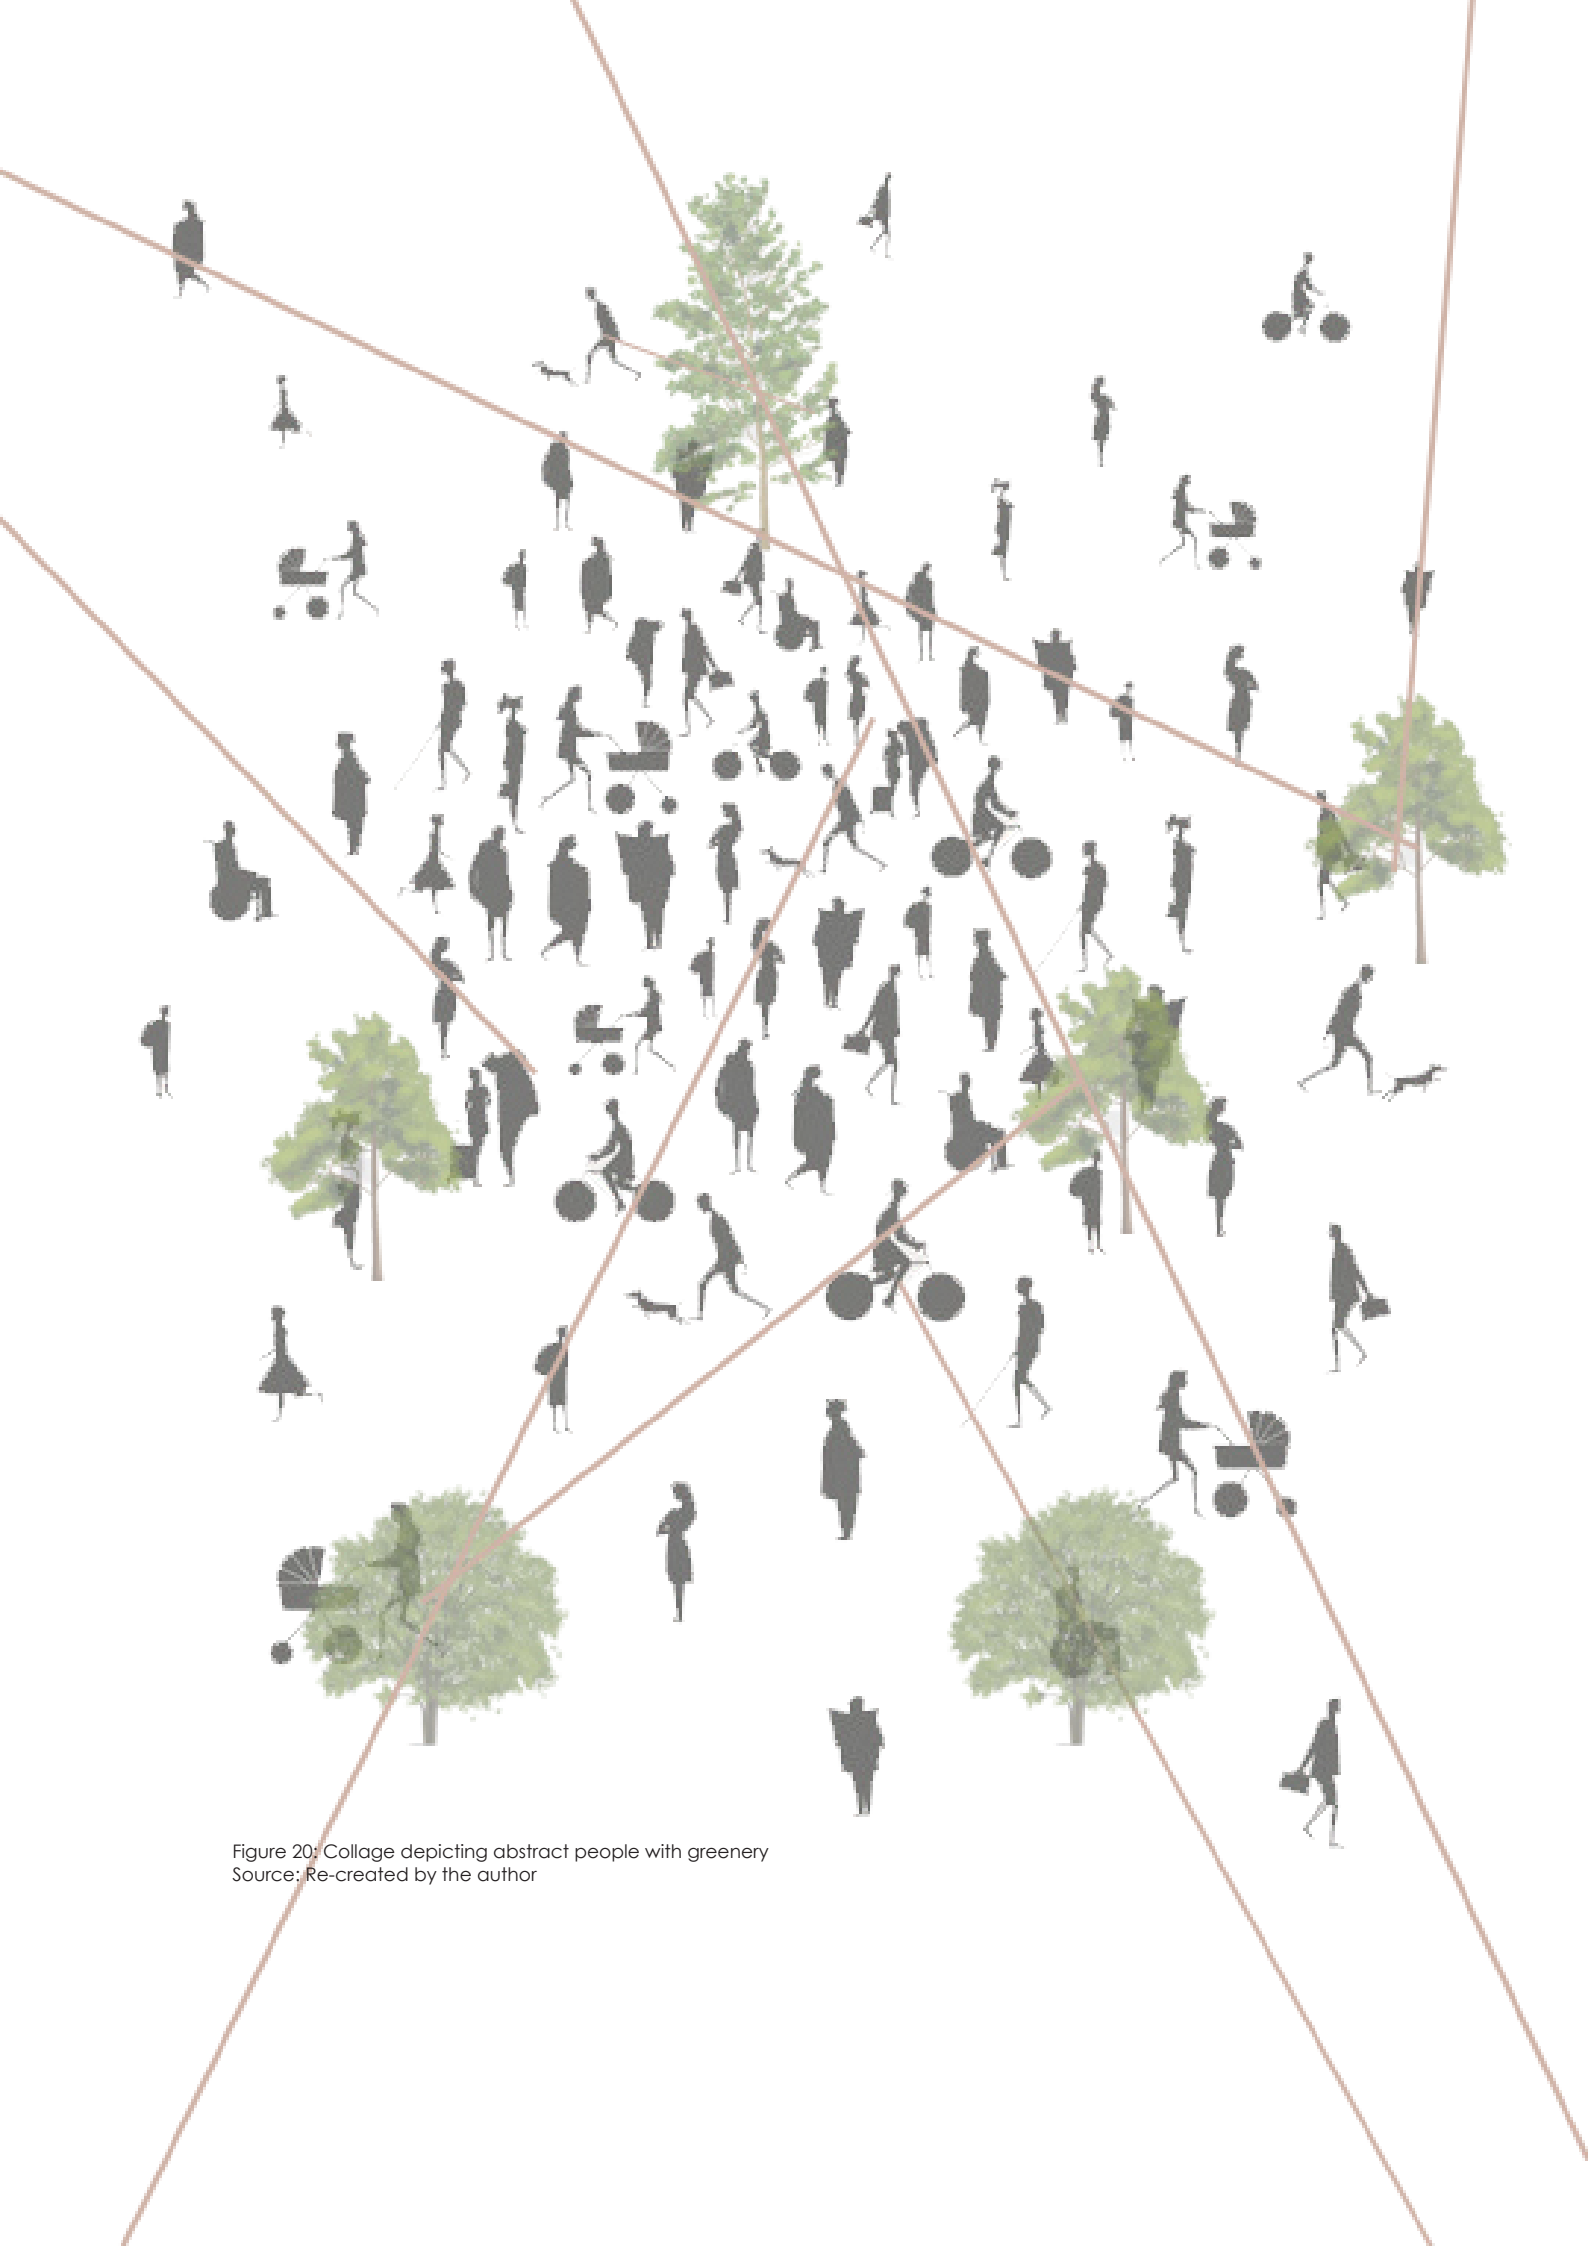 Figure 20: Collage depicting abstract people with greenery
Source: Re-created by the author